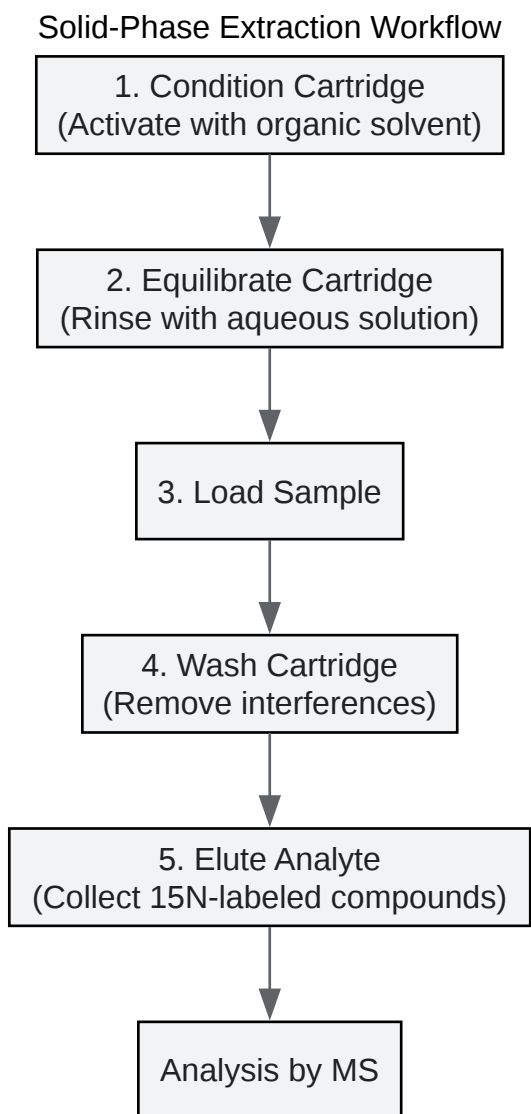 Solid-Phase Extraction Workflow
1. Condition Cartridge
(Activate with organic solvent)
2. Equilibrate Cartridge
(Rinse with aqueous solution)
3. Load Sample
4. Wash Cartridge
(Remove interferences)
5. Elute Analyte
(Collect 15N-labeled compounds)
Analysis by MS